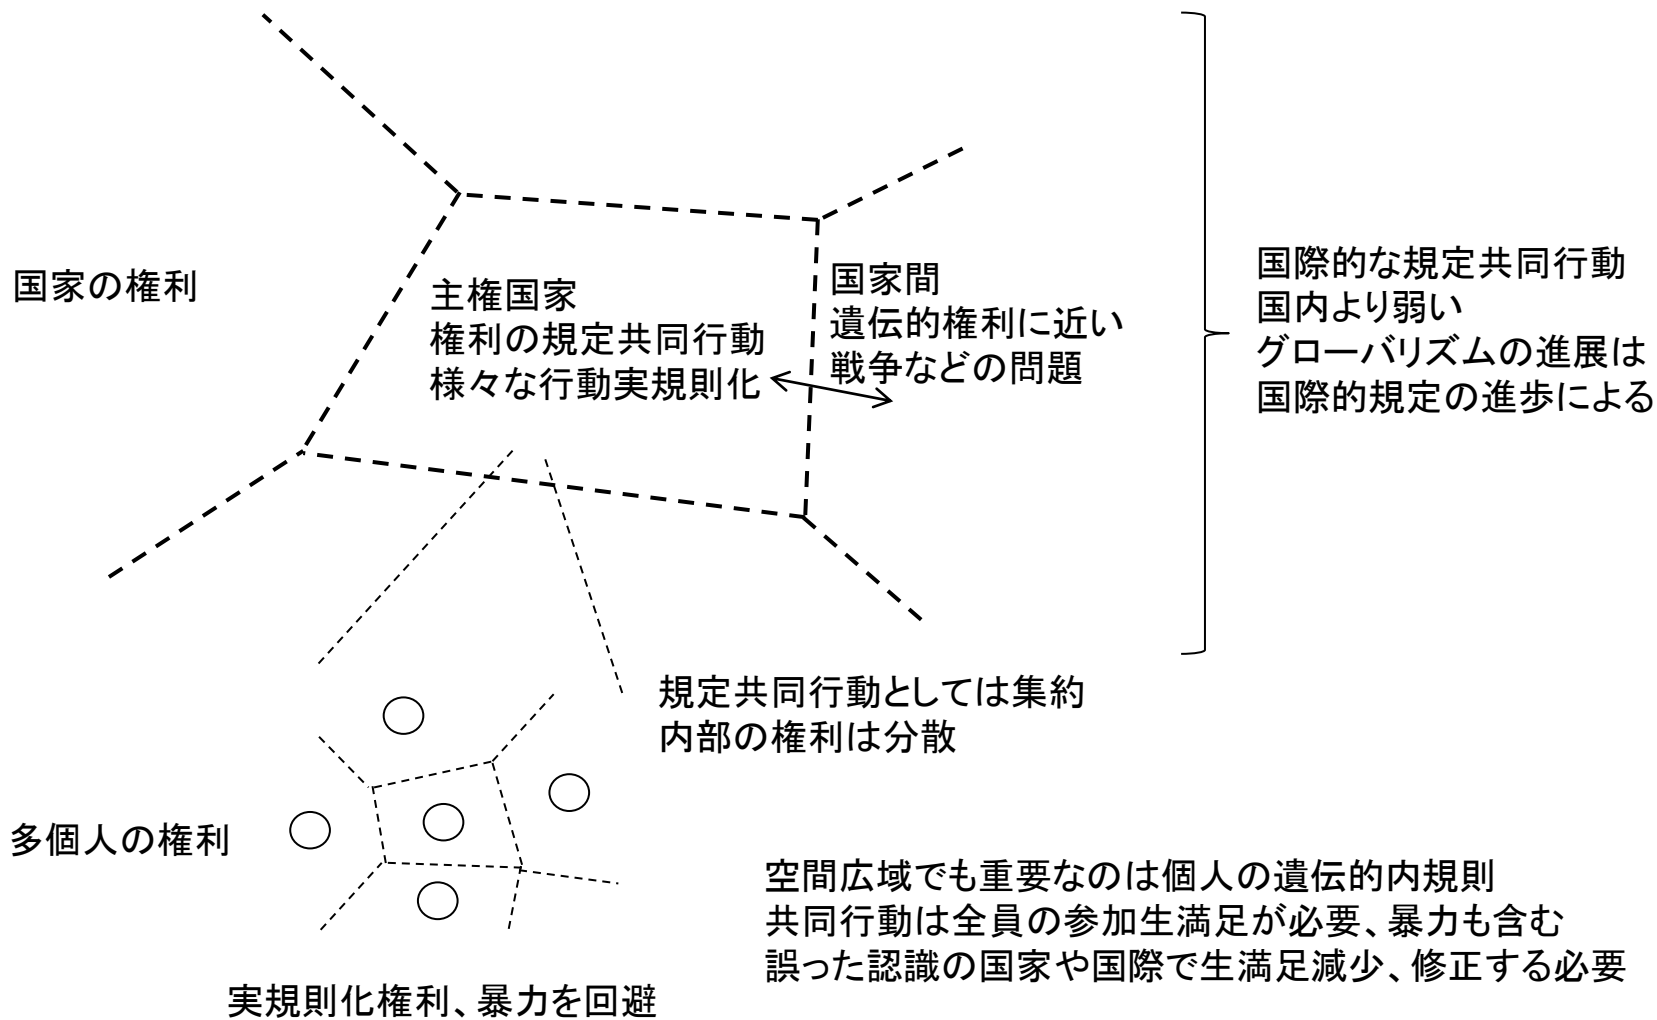 国家の権利
主権国家
権利の規定共同行動
様々な行動実規則化
国家間
遺伝的権利に近い
戦争などの問題
国際的な規定共同行動
国内より弱い
グローバリズムの進展は
国際的規定の進歩による
規定共同行動としては集約
内部の権利は分散
多個人の権利
空間広域でも重要なのは個人の遺伝的内規則
共同行動は全員の参加生満足が必要、暴力も含む
誤った認識の国家や国際で生満足減少、修正する必要
実規則化権利、暴力を回避